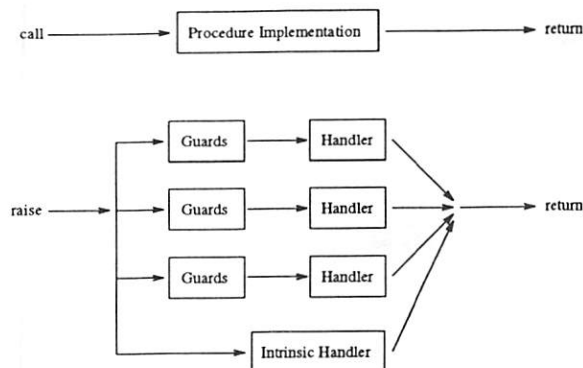 call Procedure Implementation return
Guards Handler
raise Guards Handler return
Guards Handler
Intrinsic Handler